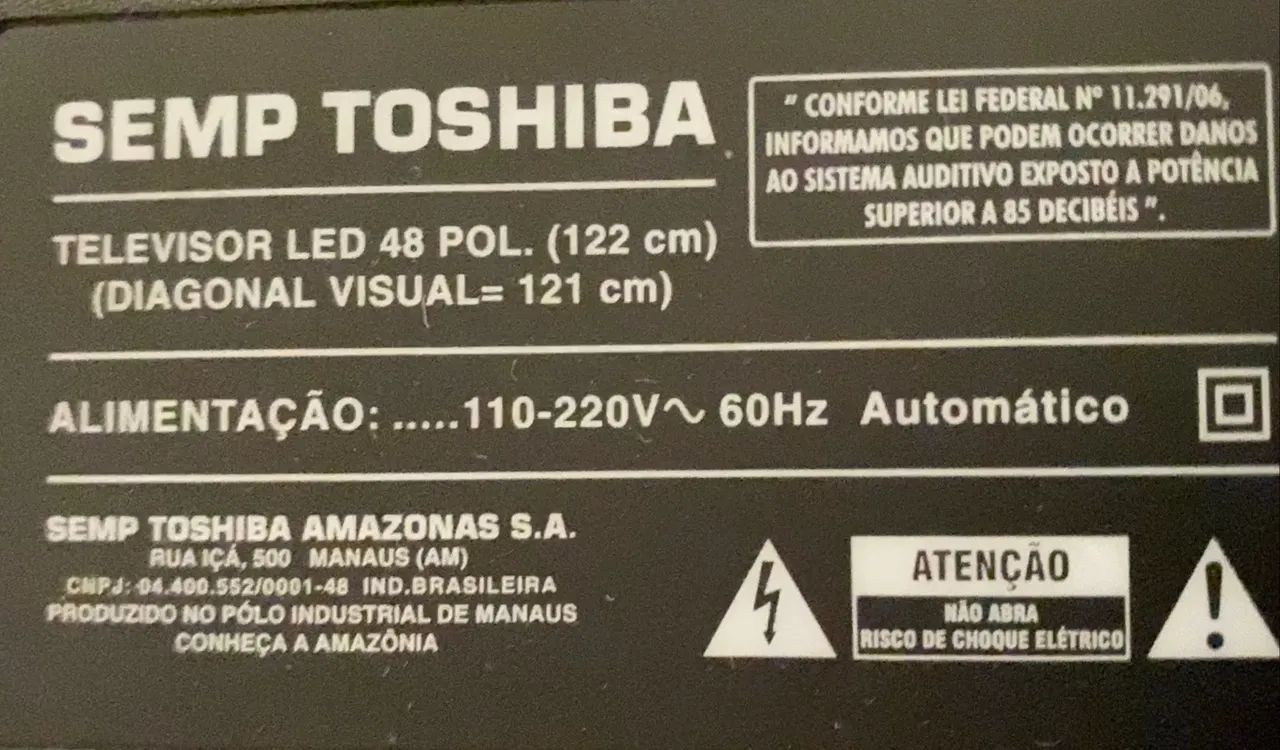 SEMP TOSHIBA
" CONFORME LEI FEDERAL Nº 11.291/06,
INFORMAMOS QUE PODEM OCORRER DANOS
AO SISTEMA AUDITIVO EXPOSTO A POTÊNCIA
SUPERIOR A 85 DECIBÉIS ".
TELEVISOR LED 48 POL. (122 cm)
(DIAGONAL VISUAL= 121 cm)
ALIMENTAÇÃO: .....110-220V∿ 60Hz Automático
SEMP TOSHIBA AMAZONAS S.A.
RUA IÇÁ, 500 MANAUS (AM)
CNPJ: 04.400.552/0001-48 IND.BRASILEIRA
PRODUZIDO NO PÓLO INDUSTRIAL DE MANAUS
CONHEÇA A AMAZÔNIA
ATENÇÃO
NÃO ABRA
RISCO DE CHOQUE ELÉTRICO